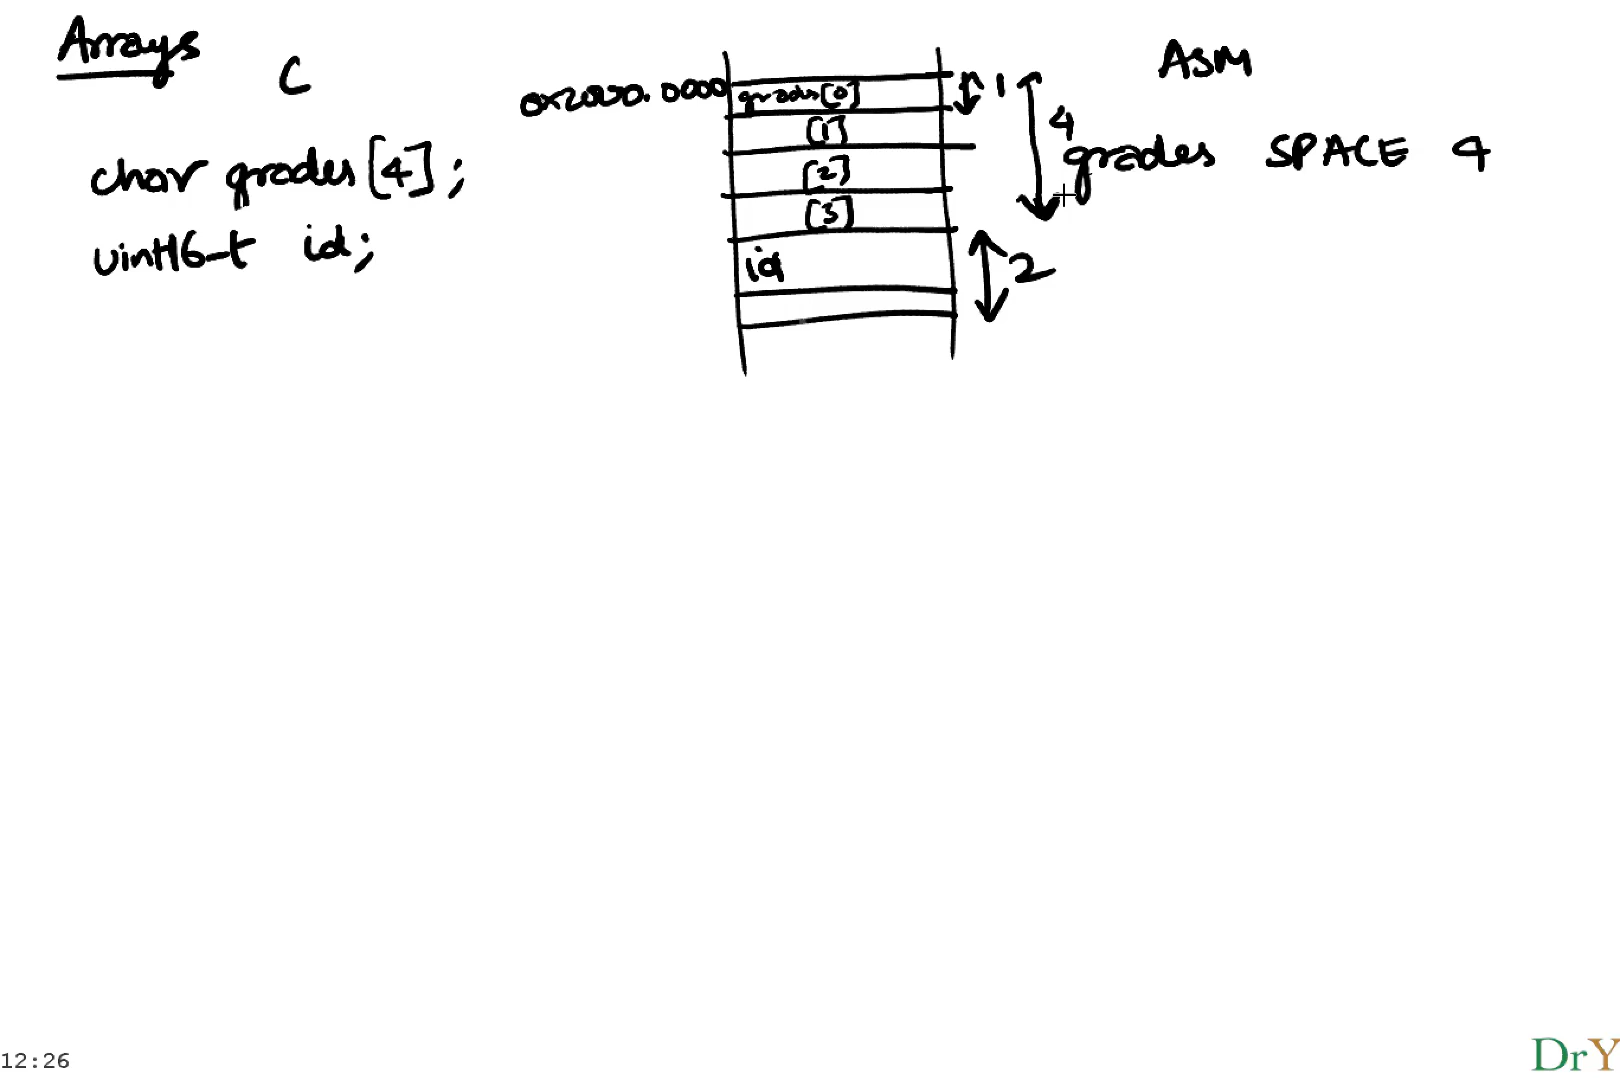 Arrays
C
ASM
char grades[4];
uint16_t id;
0x2000.0000
grades[0]
[1]
[2]
[3]
id
1
4
2
grades SPACE 4
12:26
DrY